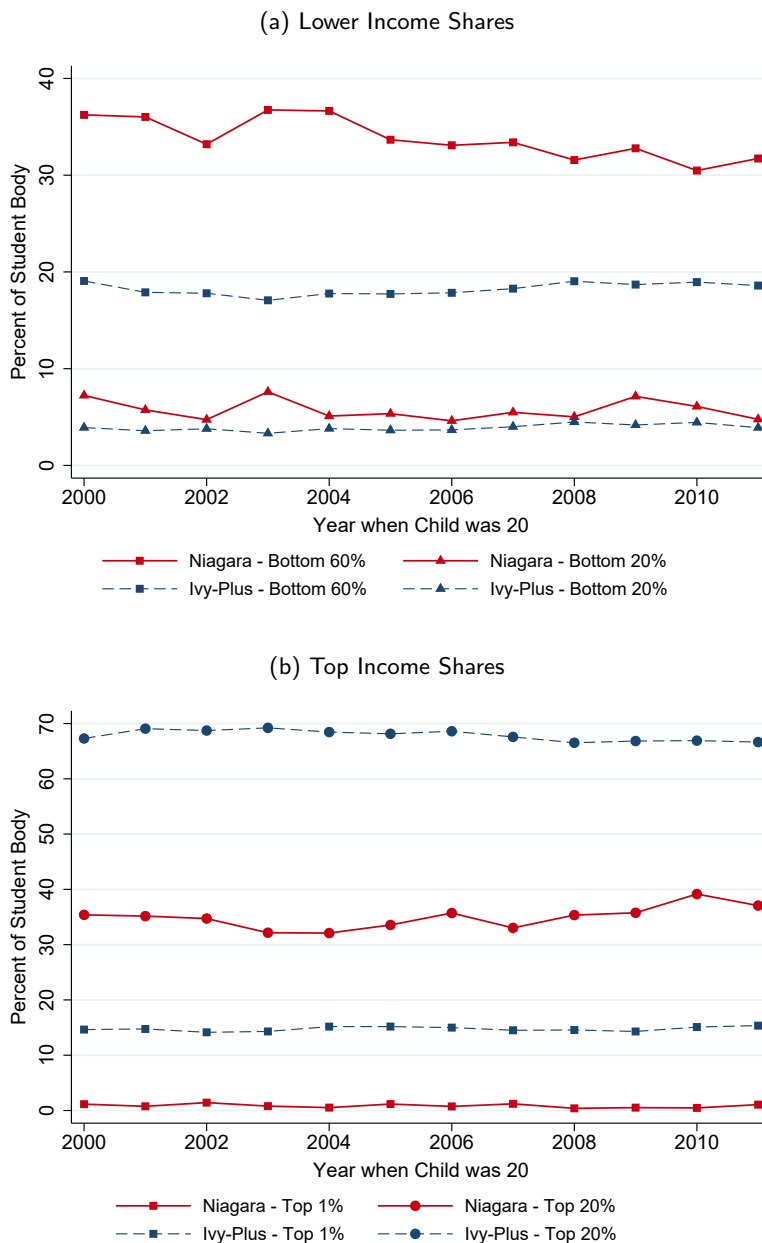 (a) Lower Income Shares
Percent of Student Body
40
30
20
10
0
2000 2002 2004 2006 2008 2010
Year when Child was 20
Niagara - Bottom 60% Niagara - Bottom 20%
Ivy-Plus - Bottom 60% Ivy-Plus - Bottom 20%
(b) Top Income Shares
Percent of Student Body
70
60
50
40
30
20
10
0
2000 2002 2004 2006 2008 2010
Year when Child was 20
Niagara - Top 1% Niagara - Top 20%
Ivy-Plus - Top 1% Ivy-Plus - Top 20%